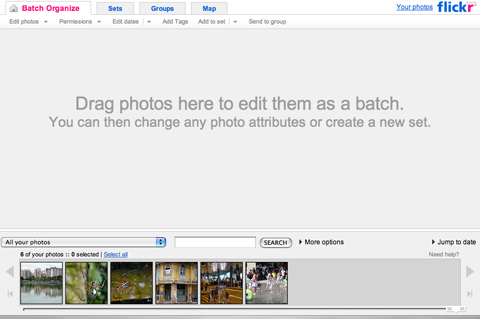 Batch Organize Sets Groups Map Your photos flickr
Edit photos Permissions Edit dates Add Tags Add to set Send to group
Drag photos here to edit them as a batch.
You can then change any photo attributes or create a new set.
All your photos SEARCH More options Jump to date
6 of your photos :: 0 selected | Select all Need help?